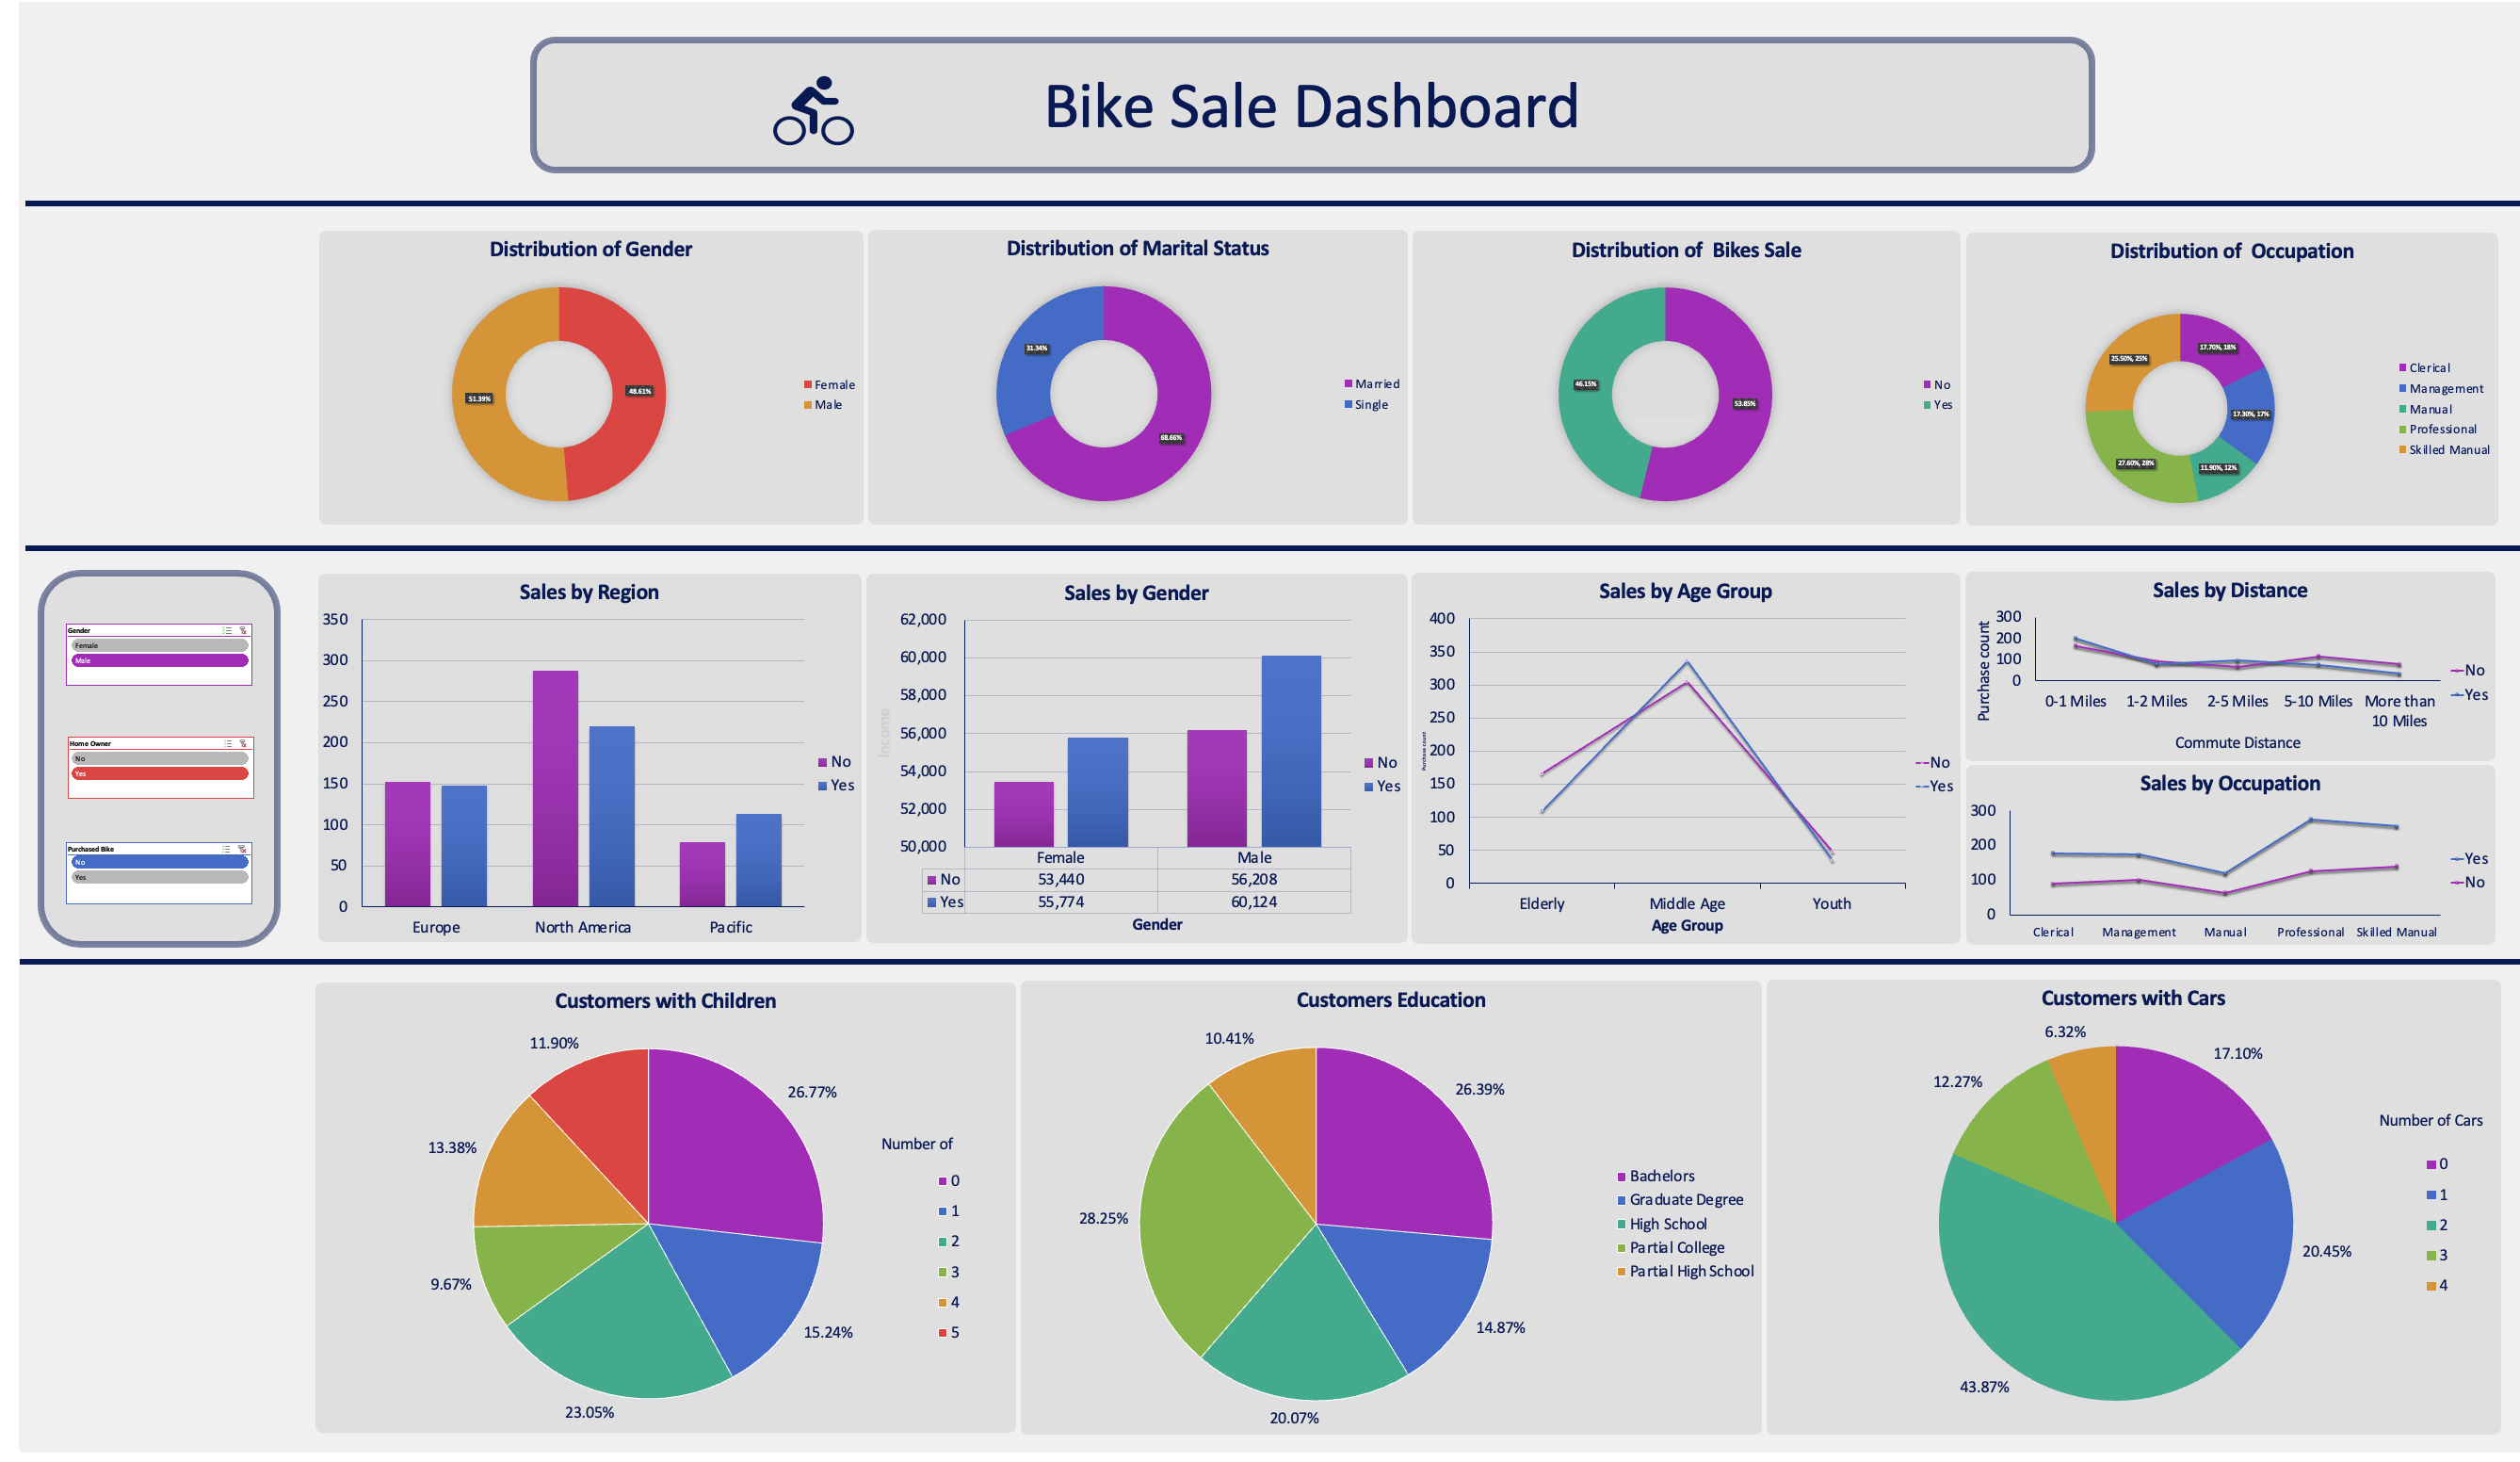 Bike Sale Dashboard
Distribution of Gender
48.61%
51.39%
Female
Male
Distribution of Marital Status
31.34%
68.66%
Married
Single
Distribution of Bikes Sale
46.15%
53.85%
No
Yes
Distribution of Occupation
17.70%, 18%
25.50%, 25%
17.30%, 17%
27.60%, 28%
11.90%, 12%
Clerical
Management
Manual
Professional
Skilled Manual
Gender
Female
Male
Home Owner
No
Yes
Purchased Bike
No
Yes
Sales by Region
350
300
250
200
150
100
50
0
Europe North America Pacific
No
Yes
Sales by Gender
Income
62,000
60,000
58,000
56,000
54,000
52,000
50,000
Female Male
No 53,440 56,208
Yes 55,774 60,124
Gender
No
Yes
Sales by Age Group
Purchase count
400
350
300
250
200
150
100
50
0
Elderly Middle Age Youth
Age Group
No
Yes
Sales by Distance
Purchase count
300
200
100
0
0-1 Miles 1-2 Miles 2-5 Miles 5-10 Miles More than
10 Miles
Commute Distance
No
Yes
Sales by Occupation
300
200
100
0
Clerical Management Manual Professional Skilled Manual
Yes
No
Customers with Children
11.90%
26.77%
13.38%
9.67%
15.24%
23.05%
Number of
0
1
2
3
4
5
Customers Education
10.41%
26.39%
28.25%
14.87%
20.07%
Bachelors
Graduate Degree
High School
Partial College
Partial High School
Customers with Cars
6.32%
17.10%
12.27%
20.45%
43.87%
Number of Cars
0
1
2
3
4